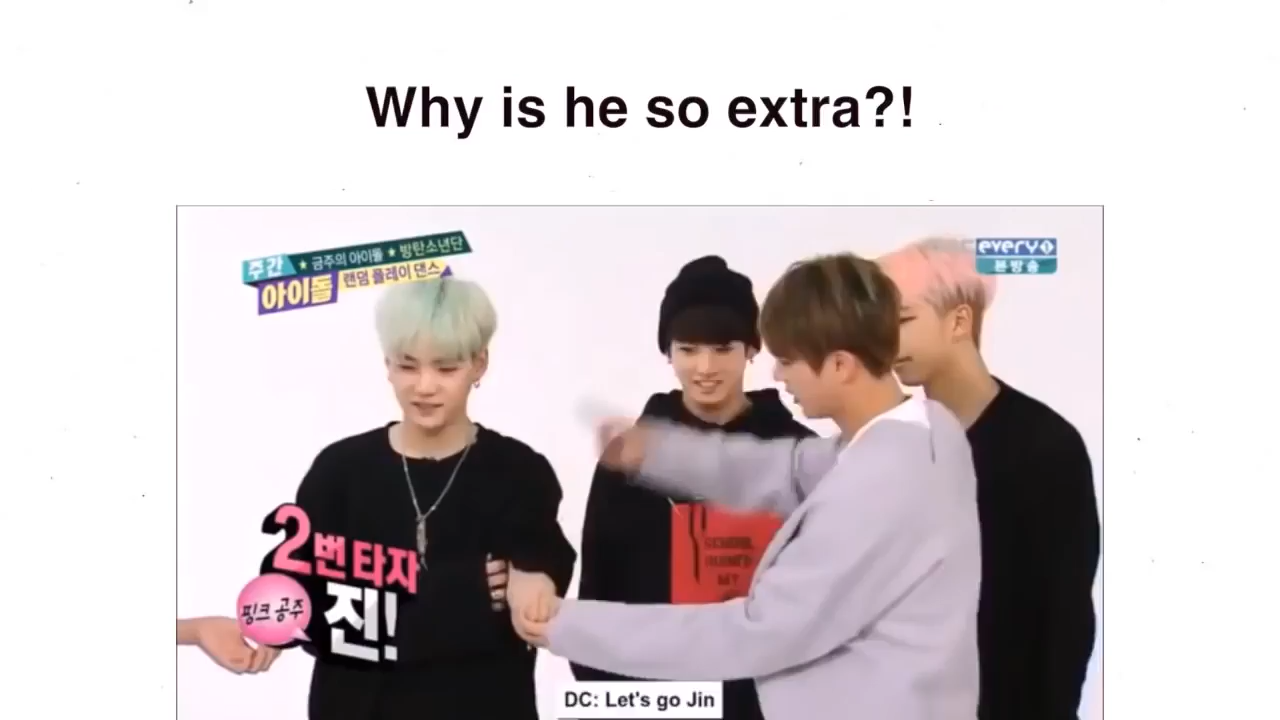 Why is he so extra?!
주간
★ 금주의 아이돌 ★ 방탄소년단
아이돌
랜덤 플레이 댄스
every1
본방송
2번타자
핑크 공주
진!
DC: Let's go Jin